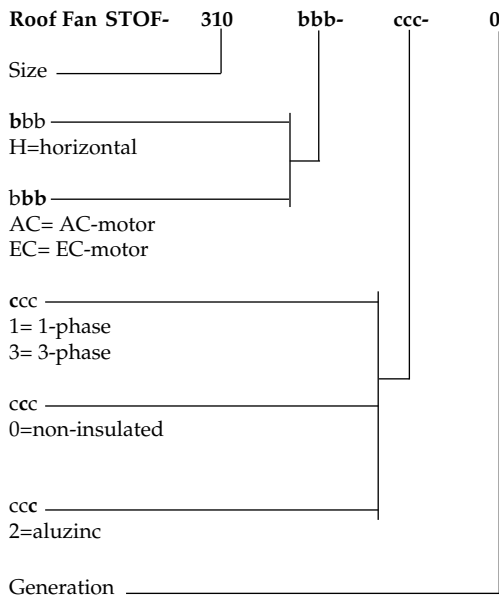 Roof Fan STOF- 310 bbb- ccc- 0
Size
bbb
H=horizontal
bbb
AC= AC-motor
EC= EC-motor
ccc
1= 1-phase
3= 3-phase
ccc
0=non-insulated
ccc
2=aluzinc
Generation